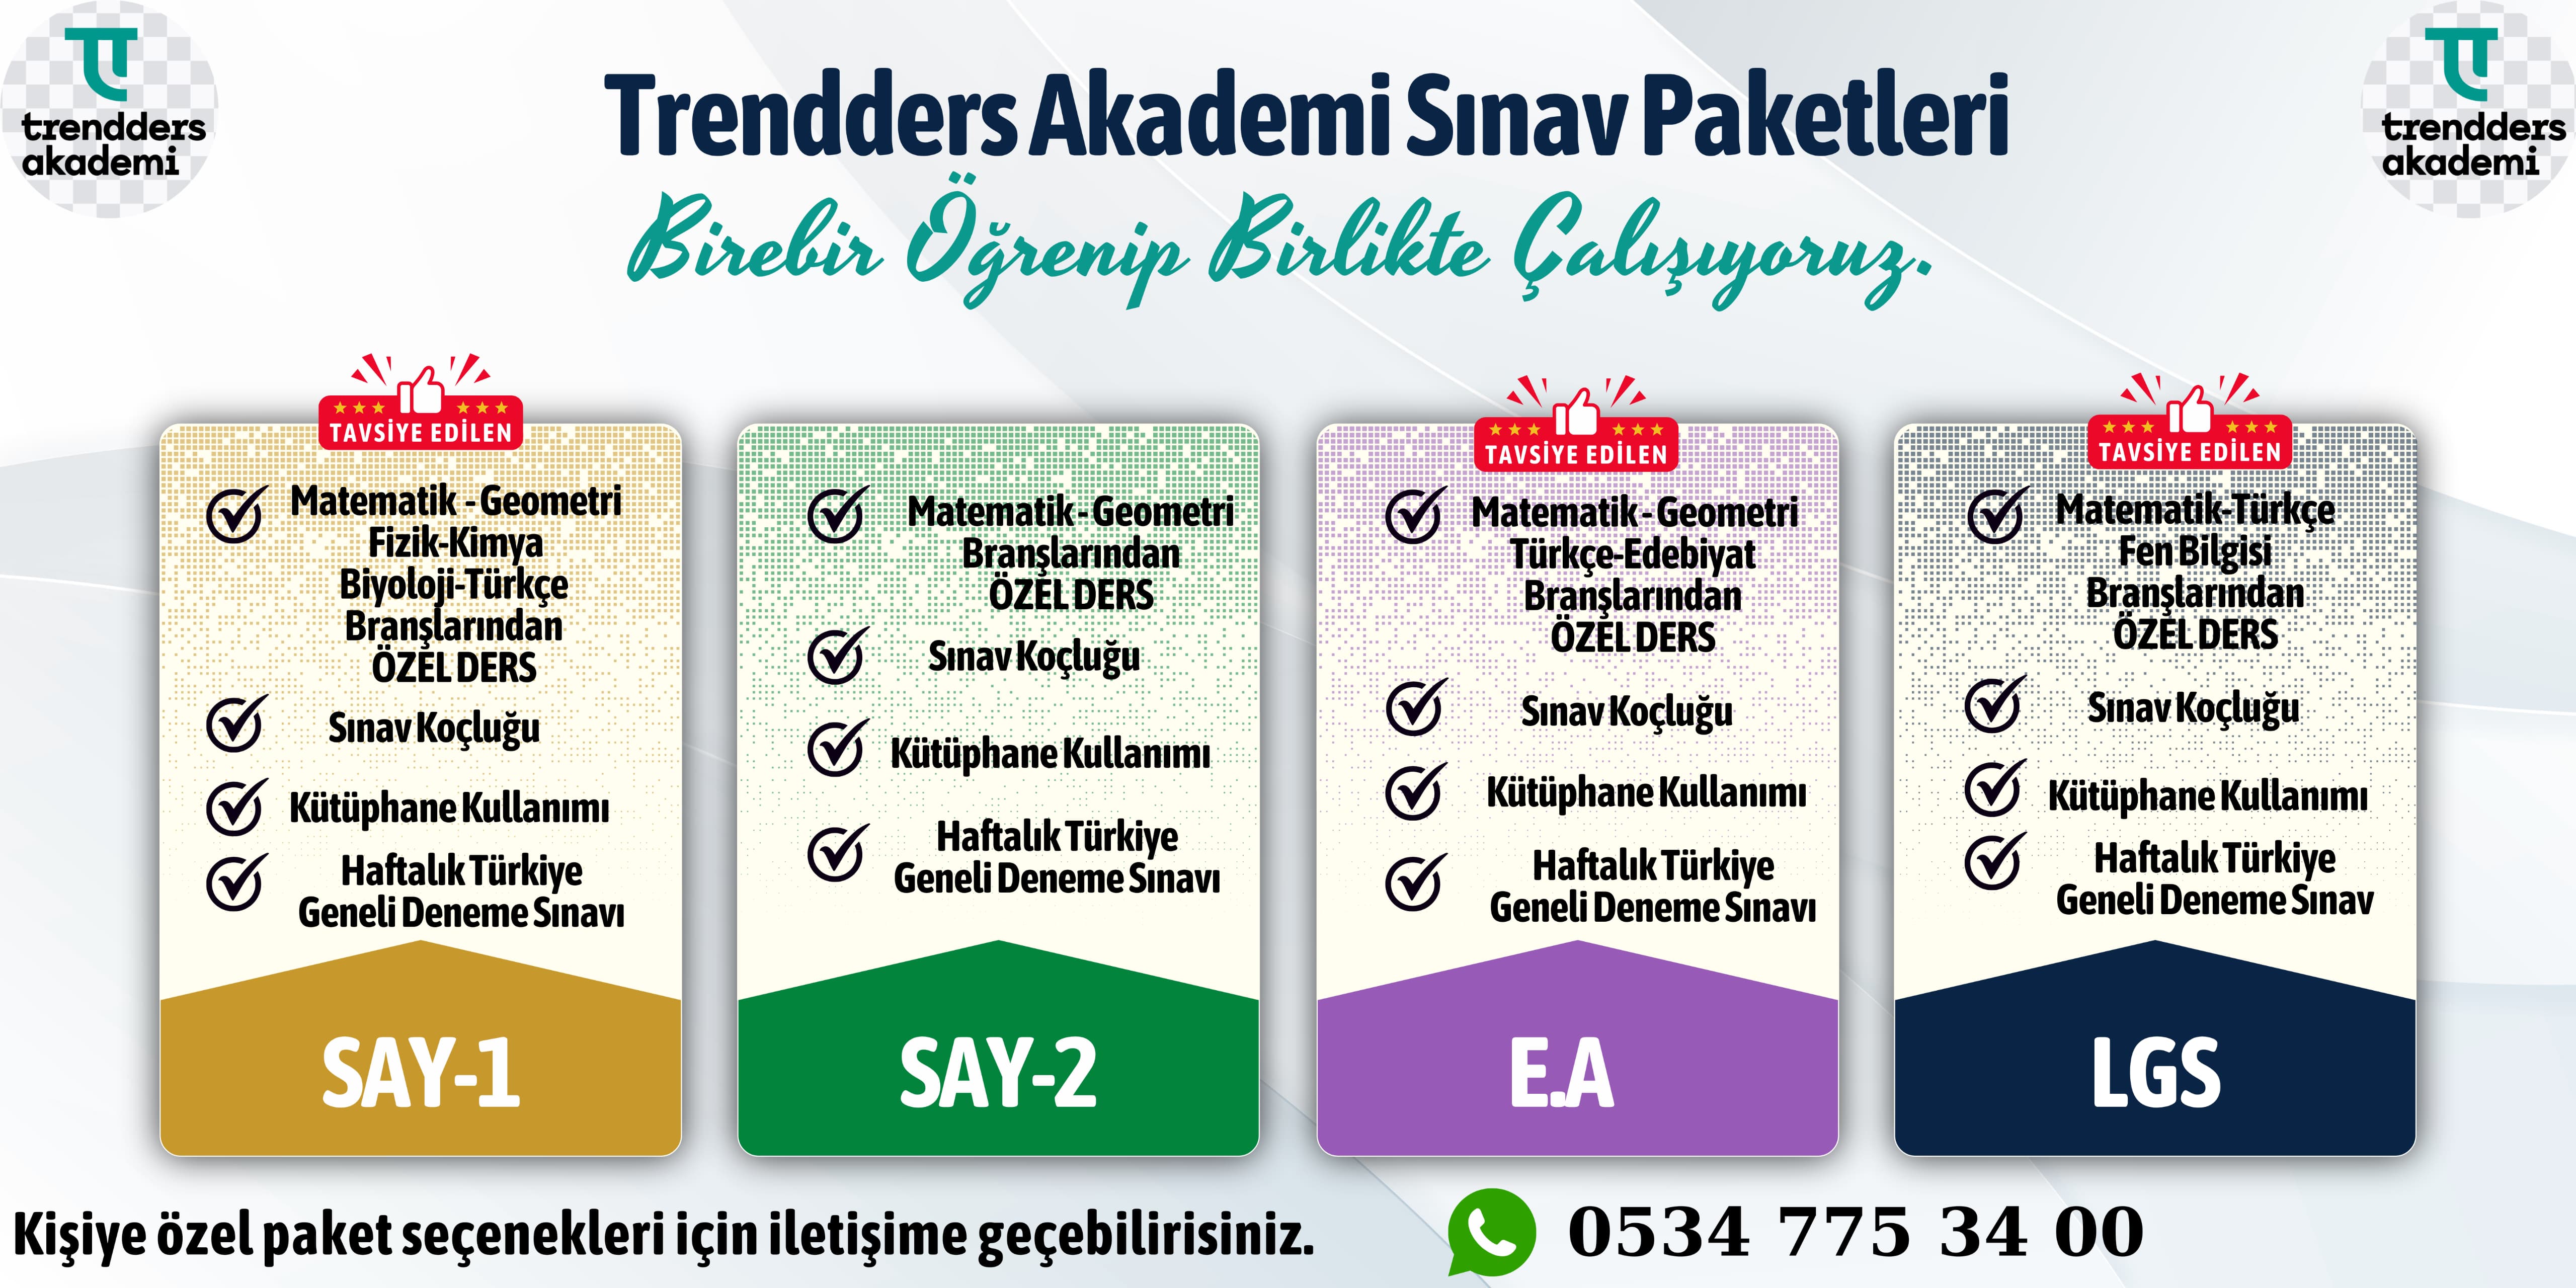 trendders
akademi
trendders
akademi
Trendders Akademi Sınav Paketleri
Birebir Öğrenip Birlikte Çalışıyoruz.
TAVSİYE EDİLEN
Matematik - Geometri
Fizik-Kimya
Biyoloji-Türkçe
Branşlarından
ÖZEL DERS
Sınav Koçluğu
Kütüphane Kullanımı
Haftalık Türkiye
Geneli Deneme Sınavı
SAY-1
Matematik - Geometri
Branşlarından
ÖZEL DERS
Sınav Koçluğu
Kütüphane Kullanımı
Haftalık Türkiye
Geneli Deneme Sınavı
SAY-2
TAVSİYE EDİLEN
Matematik - Geometri
Türkçe-Edebiyat
Branşlarından
ÖZEL DERS
Sınav Koçluğu
Kütüphane Kullanımı
Haftalık Türkiye
Geneli Deneme Sınavı
E.A
TAVSİYE EDİLEN
Matematik-Türkçe
Fen Bilgisi
Branşlarından
ÖZEL DERS
Sınav Koçluğu
Kütüphane Kullanımı
Haftalık Türkiye
Geneli Deneme Sınav
LGS
Kişiye özel paket seçenekleri için iletişime geçebilirisiniz.
0534 775 34 00